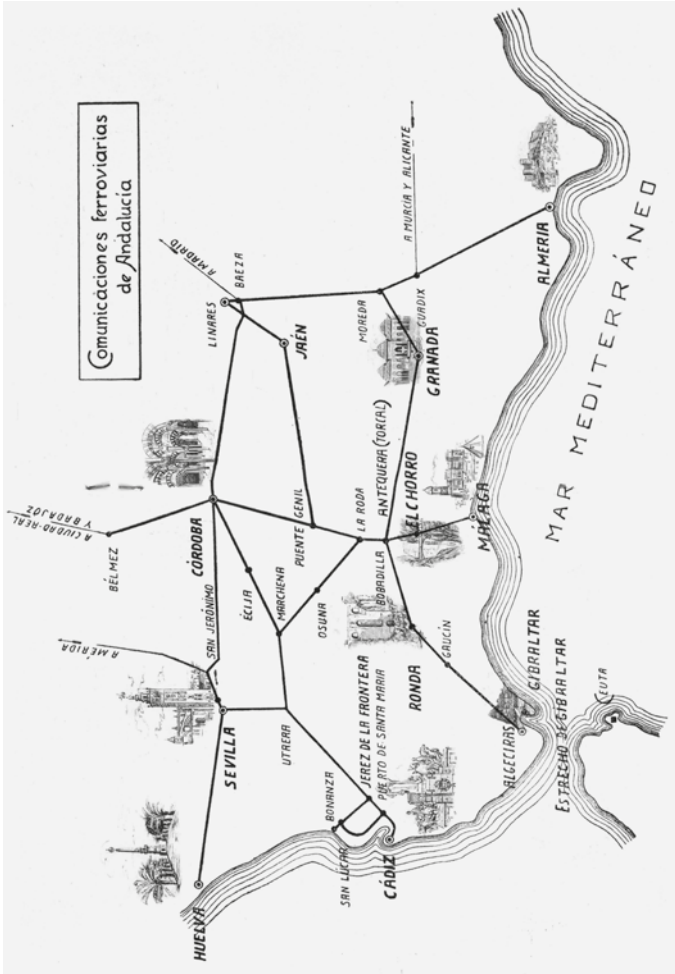 Comunicaciones ferroviarias
de Andalucía
A CIUDAD-REAL
Y BADAJOZ
BÉLMEZ
A MÉRIDA
A MADRID
LINARES
BAEZA
CÓRDOBA
SAN JERÓNIMO
JAÉN
ÉCIJA
HUELVA
SEVILLA
MARCHENA
PUENTE GENIL
UTRERA
OSUNA
LA RODA
MOREDA
GUADIX
A MURCIA Y ALICANTE
GRANADA
ANTEQUERA (TORCAL)
BOBADILLA
EL CHORRO
BONANZA
SAN LUCAR
JEREZ DE LA FRONTERA
PUERTO DE SANTA MARIA
CÁDIZ
RONDA
GAUCÍN
MÁLAGA
ALMERIA
ALGECIRAS
GIBRALTAR
ESTRECHO DE GIBRALTAR
CEUTA
MAR MEDITERRÁNEO